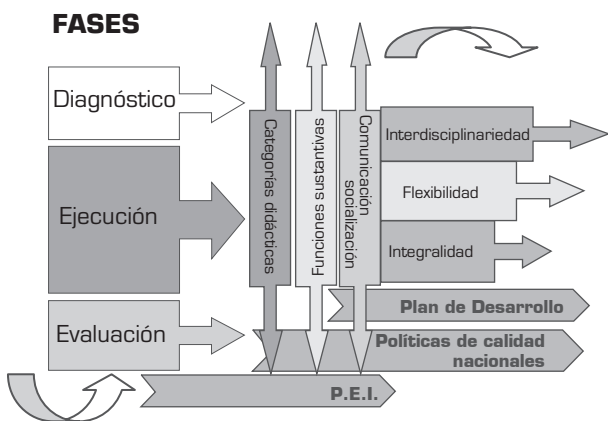 FASES
Diagnóstico
Ejecución
Evaluación
Categorías didácticas
Funciones sustantivas
Comunicación
socialización
Interdisciplinariedad
Flexibilidad
Integralidad
Plan de Desarrollo
Políticas de calidad
nacionales
P.E.I.